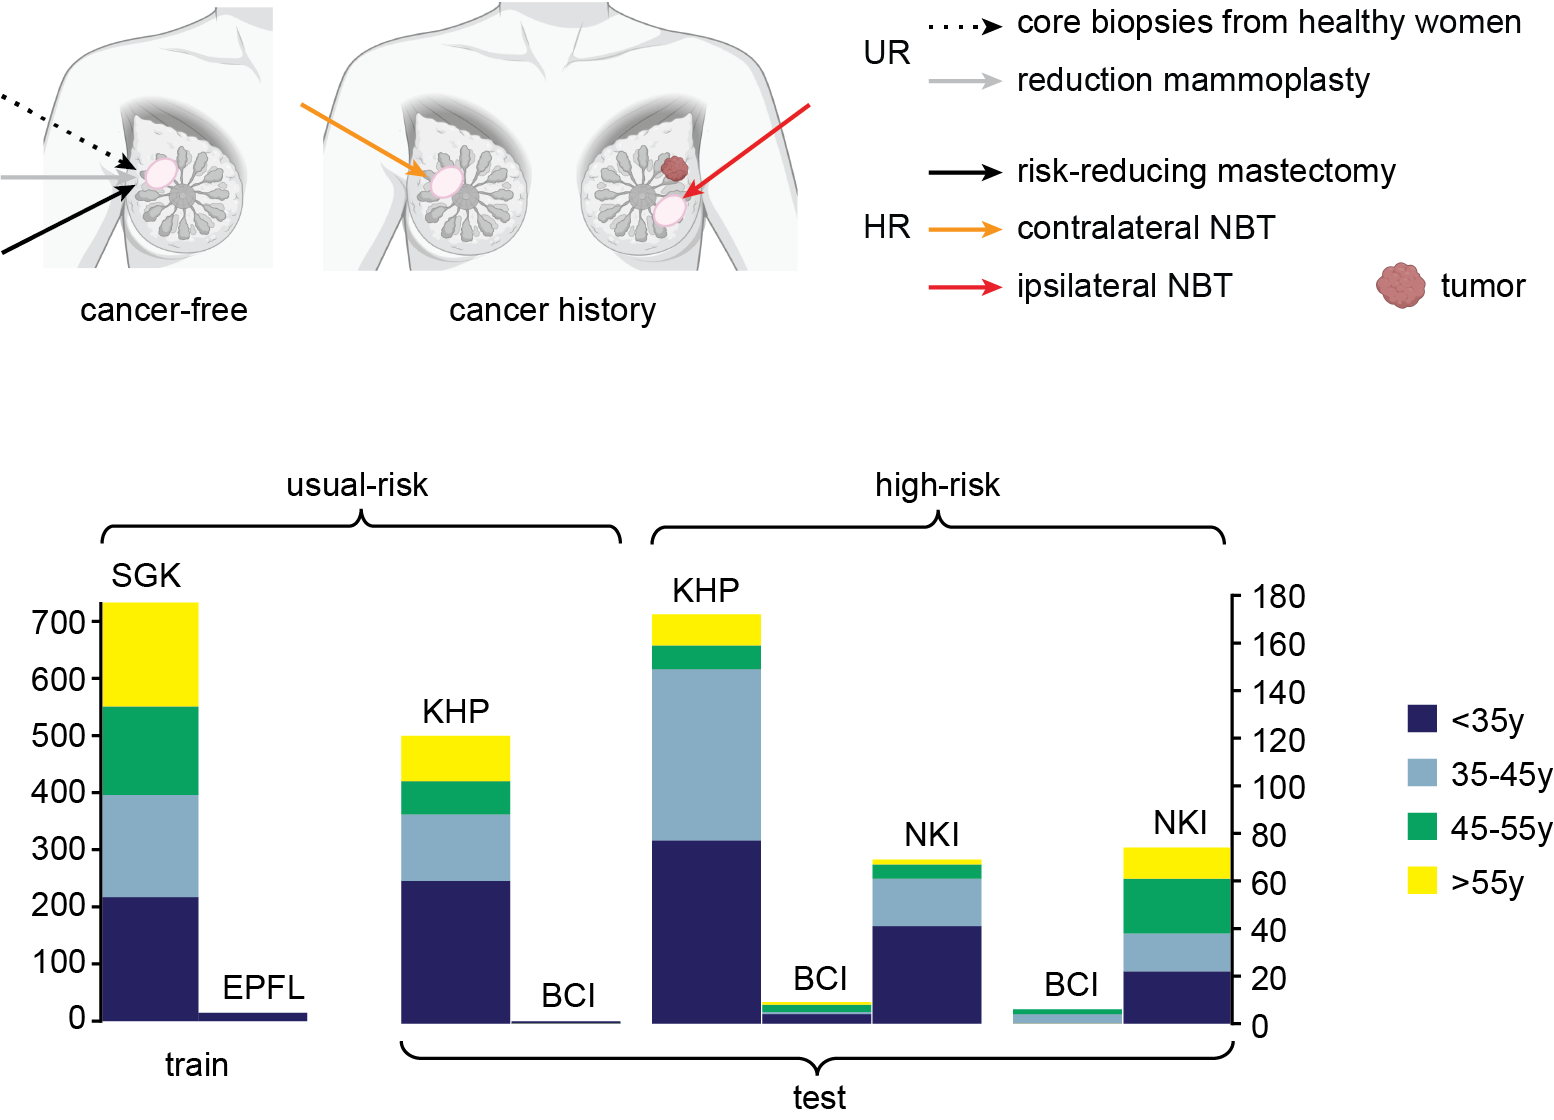 core biopsies from healthy women
UR
reduction mammoplasty
risk-reducing mastectomy
HR
contralateral NBT
ipsilateral NBT
tumor
cancer-free
cancer history
usual-risk
high-risk
SGK
KHP
KHP
NKI
NKI
EPFL
BCI
BCI
BCI
700
600
500
400
300
200
100
0
180
160
140
120
100
80
60
40
20
0
<35y
35-45y
45-55y
>55y
train
test